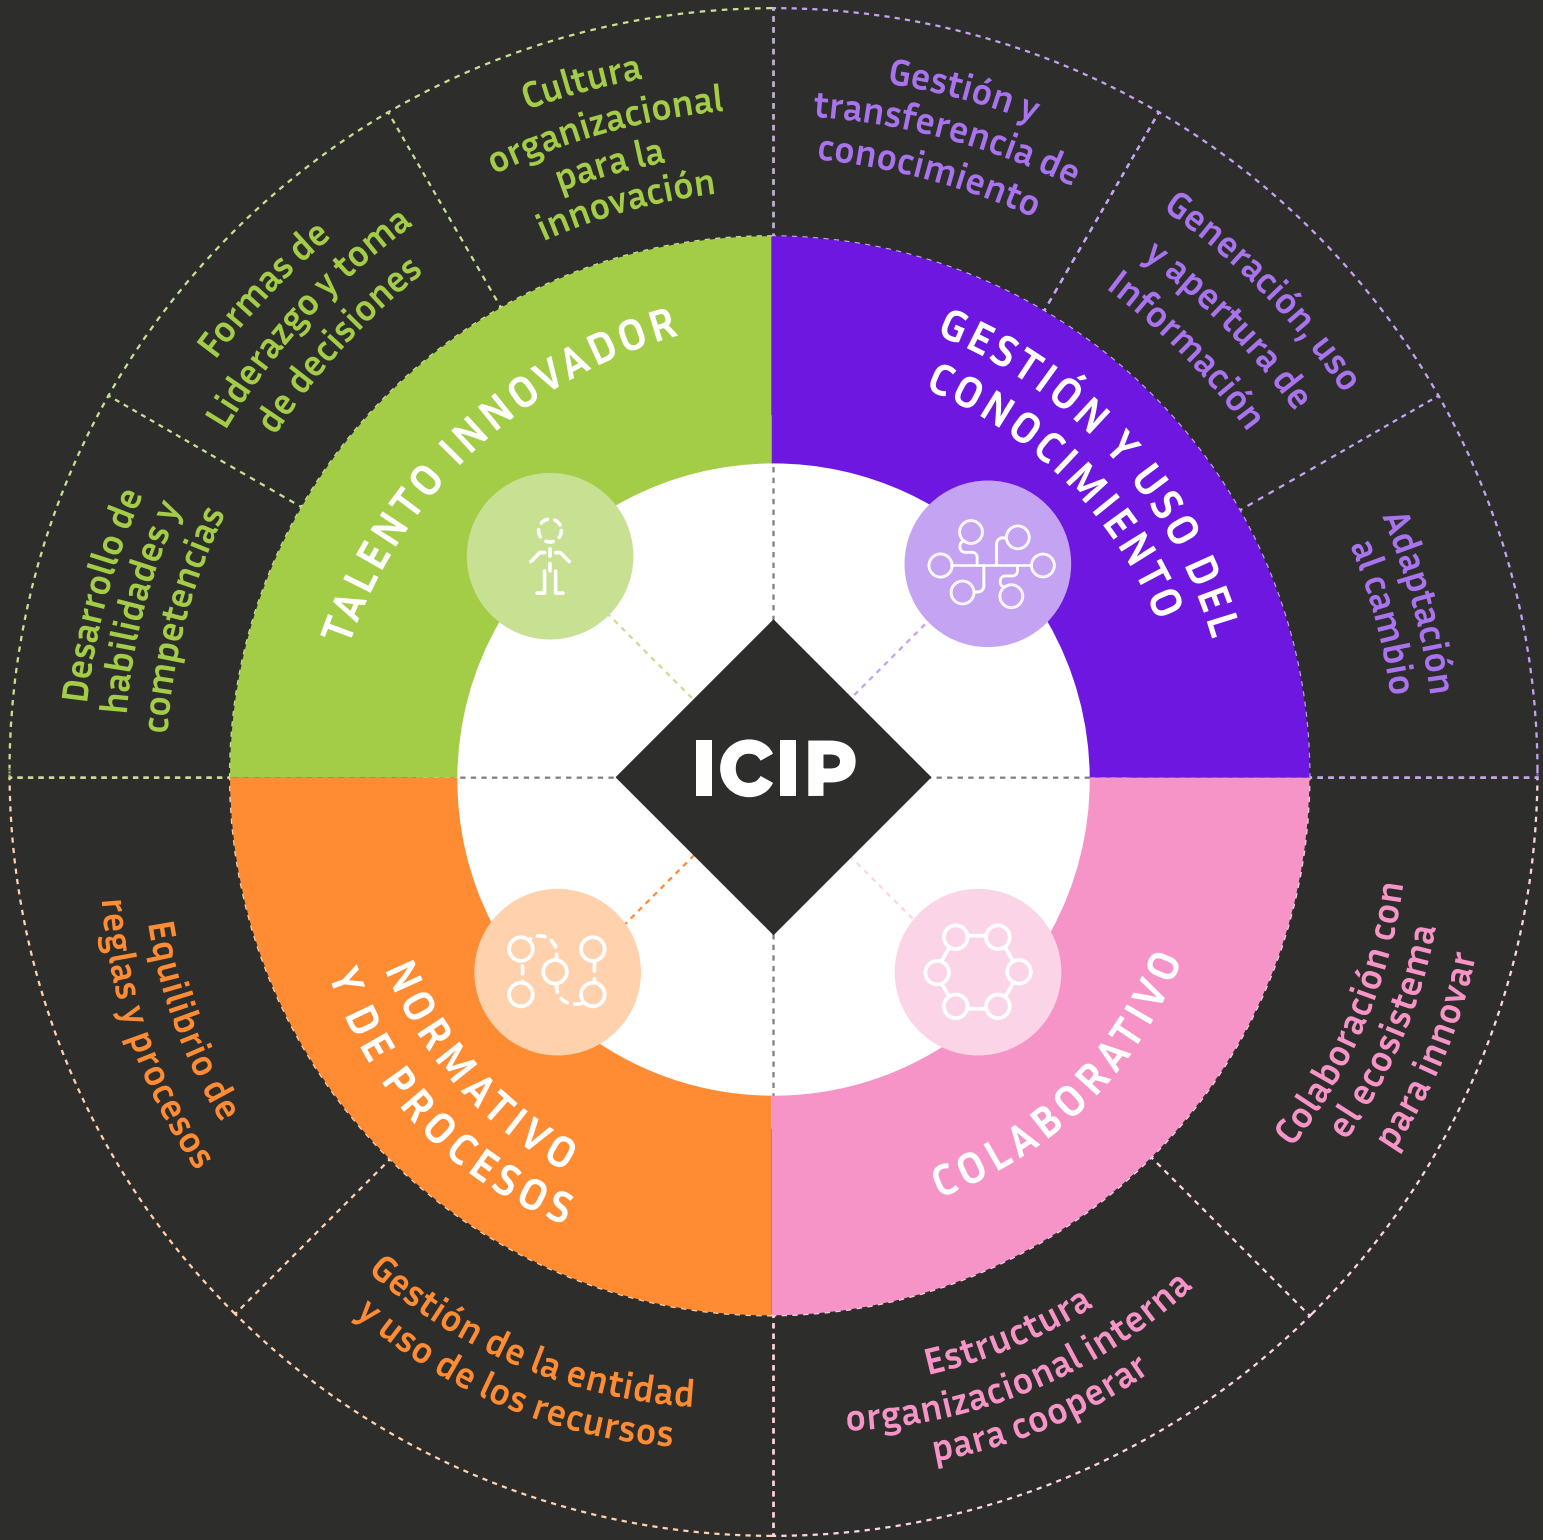 Cultura
organizacional
para la
innovación
Gestión y
transferencia de
conocimiento
Formas de
Liderazgo y toma
de decisiones
Generación, uso
y apertura de
Información
TALENTO INNOVADOR
GESTIÓN Y USO DEL
CONOCIMIENTO
Desarrollo de
habilidades y
competencias
Adaptación
al cambio
ICIP
Equilibrio de
reglas y procesos
NORMATIVO
Y DE PROCESOS
COLABORATIVO
Colaboración con
el ecosistema
para innovar
Gestión de la entidad
y uso de los recursos
Estructura
organizacional interna
para cooperar